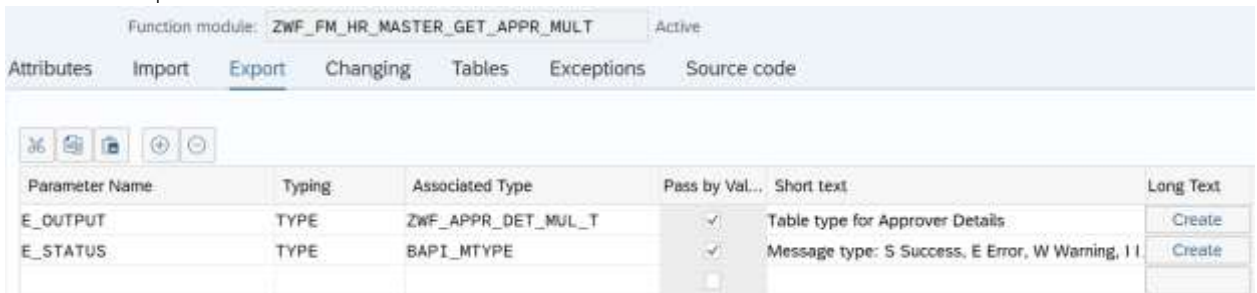 Function module: ZWF_FM_HR_MASTER_GET_APPR_MULT Active
Attributes Import Export Changing Tables Exceptions Source code
Parameter Name Typing Associated Type Pass by Val... Short text Long Text
E_OUTPUT TYPE ZWF_APPR_DET_MUL_T Table type for Approver Details Create
E_STATUS TYPE BAPI_MTYPE Message type: S Success, E Error, W Warning, I I Create